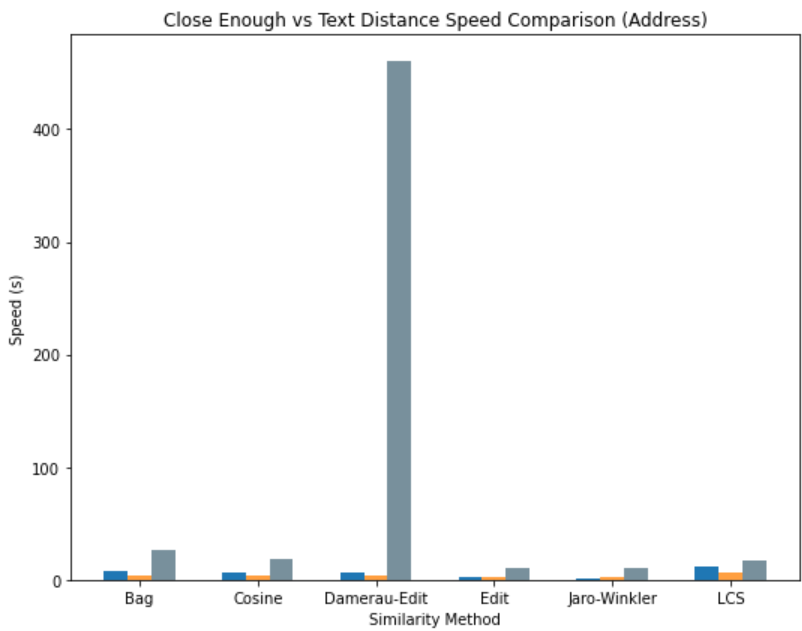 Close Enough vs Text Distance Speed Comparison (Address)
400
300
200
100
0
Speed (s)
Bag Cosine Damerau-Edit Edit Jaro-Winkler LCS
Similarity Method